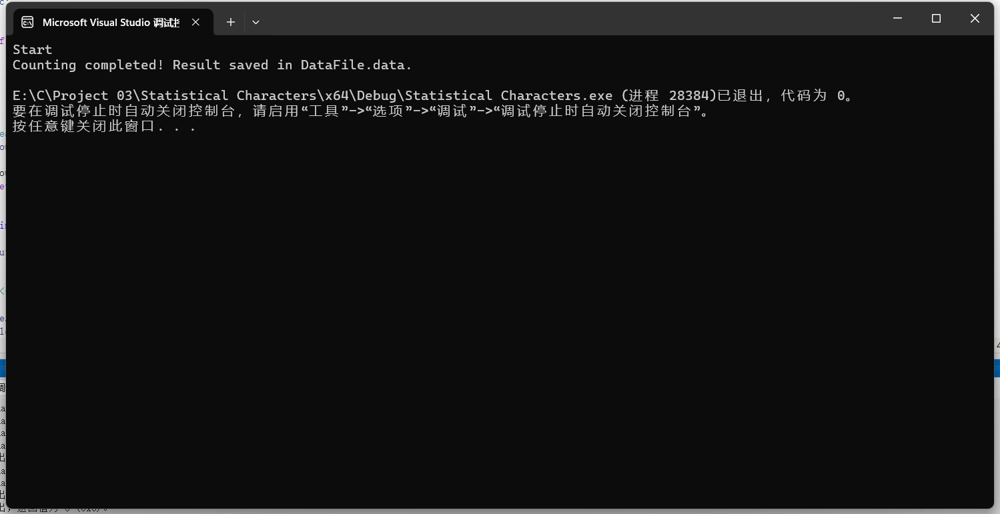 Microsoft Visual Studio 调试控
Start
Counting completed! Result saved in DataFile.data.
E:\C\Project 03\Statistical Characters\x64\Debug\Statistical Characters.exe (进程 28384)已退出，代码为 0。
要在调试停止时自动关闭控制台，请启用“工具”->“选项”->“调试”->“调试停止时自动关闭控制台”。
按任意键关闭此窗口. . .